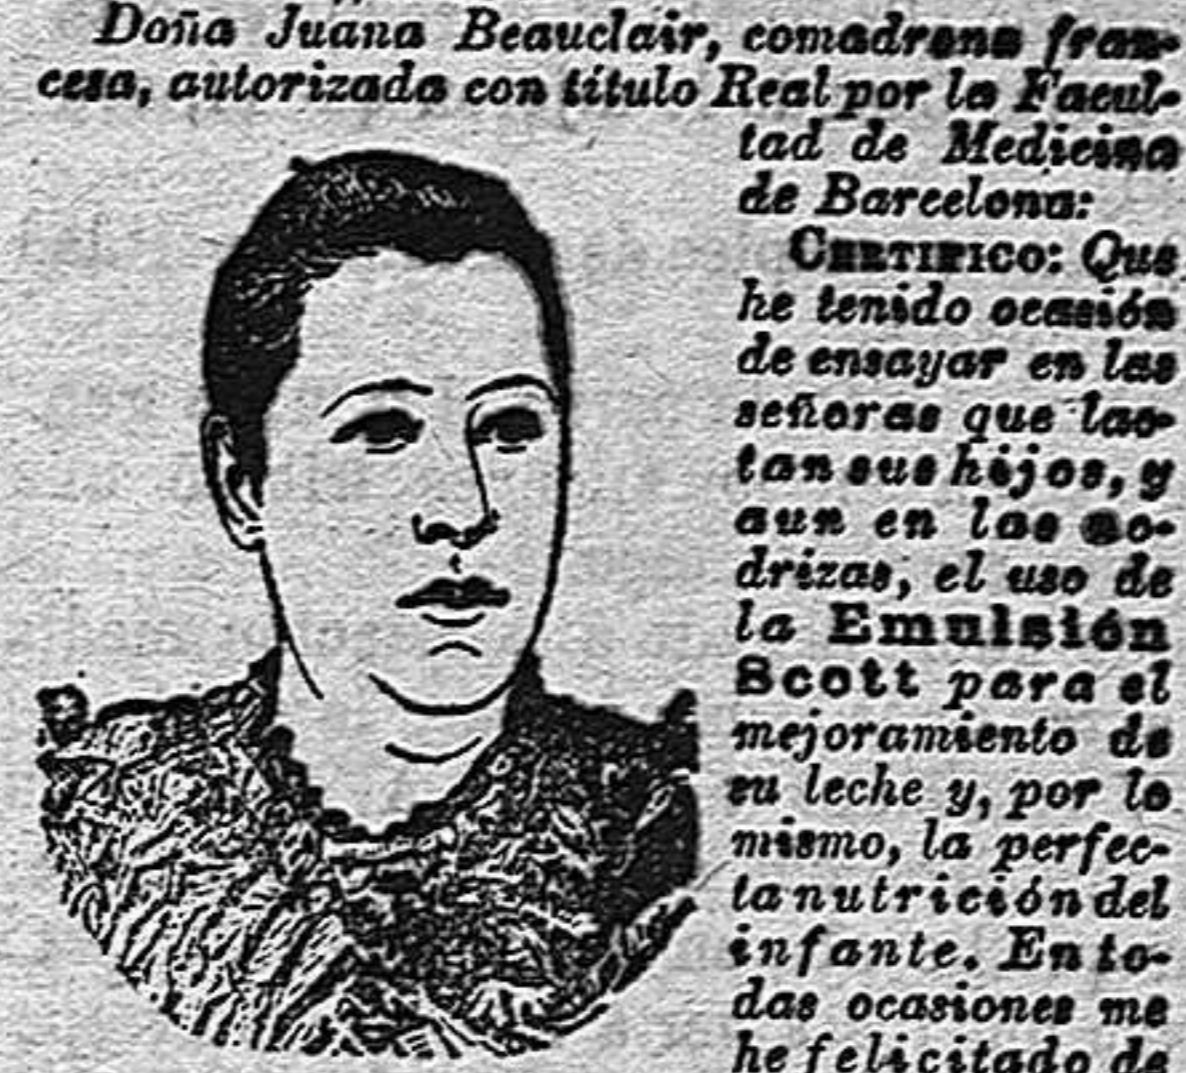 Doña Juana Beauclair, comadrona fran-
cesa, autorizada con título Real por la Facul-
tad de Medicina
de Barcelona:
CERTIFICO: Que
he tenido ocasión
de ensayar en las
señoras que lac-
tan sus hijos, y
aun en las no-
drizas, el uso de
la Emulsión
Scott para el
mejoramiento de
su leche y, por lo
mismo, la perfec-
ta nutrición del
infante. En to-
das ocasiones me
he felicitado de